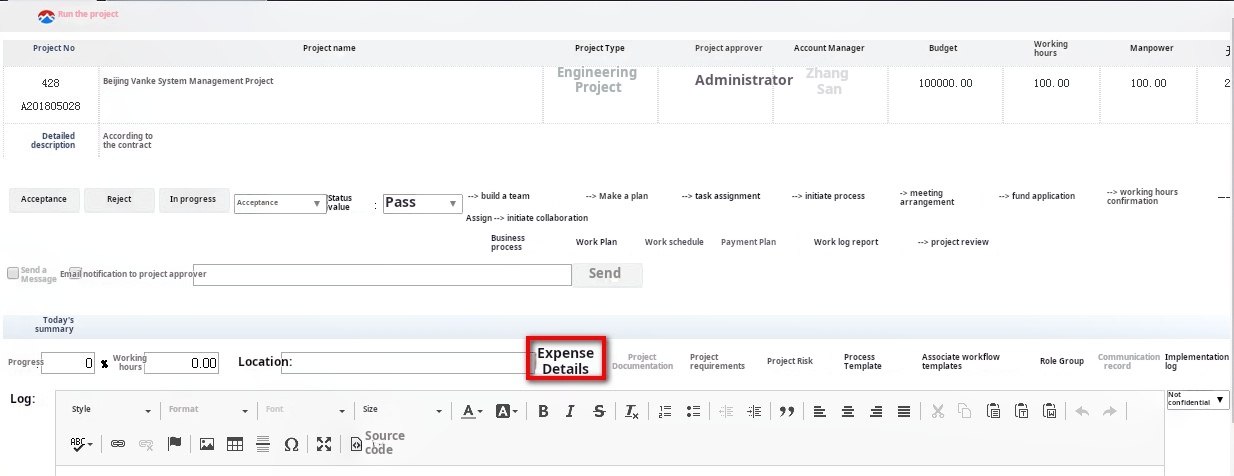 Run the project
Project No Project name Project Type Project approver Account Manager Budget Working hours Manpower
428 A201805028 Beijing Vanke System Management Project Engineering Project Administrator Zhang San 100000.00 100.00 100.00 2
Detailed description According to the contract
Acceptance Reject In progress Acceptance Status value : Pass --> build a team --> Make a plan --> task assignment --> initiate process -> meeting arrangement --> fund application --> working hours confirmation
Assign --> initiate collaboration
Business process Work Plan Work schedule Payment Plan Work log report --> project review
Send a Message Email notification to project approver Send
Today's summary
Progress: 0 % Working hours 0.00 Location: Expense Details Project Documentation Project requirements Project Risk Process Template Associate workflow templates Role Group Communication record Implementation log
Log: Not confidential
Style Format Font Size
ABC Source code